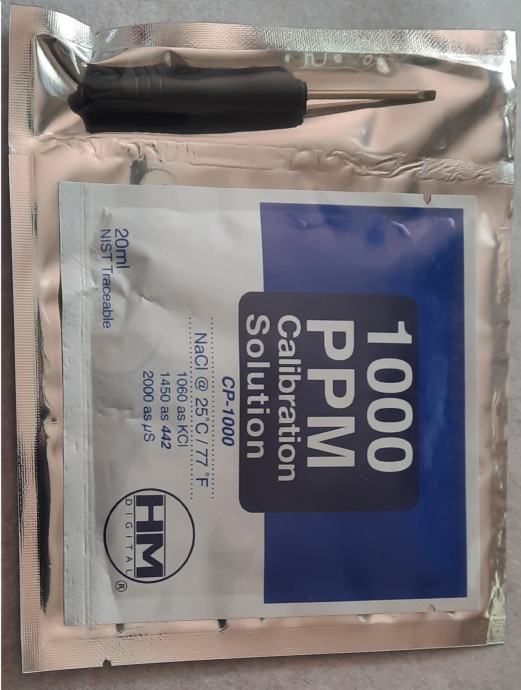 1000
PPM
Calibration
Solution
CP-1000
NaCl @ 25°C / 77 °F
1060 as KCl
1450 as 442
2000 as µS
20ml
NIST Traceable
HM
DIGITAL
®